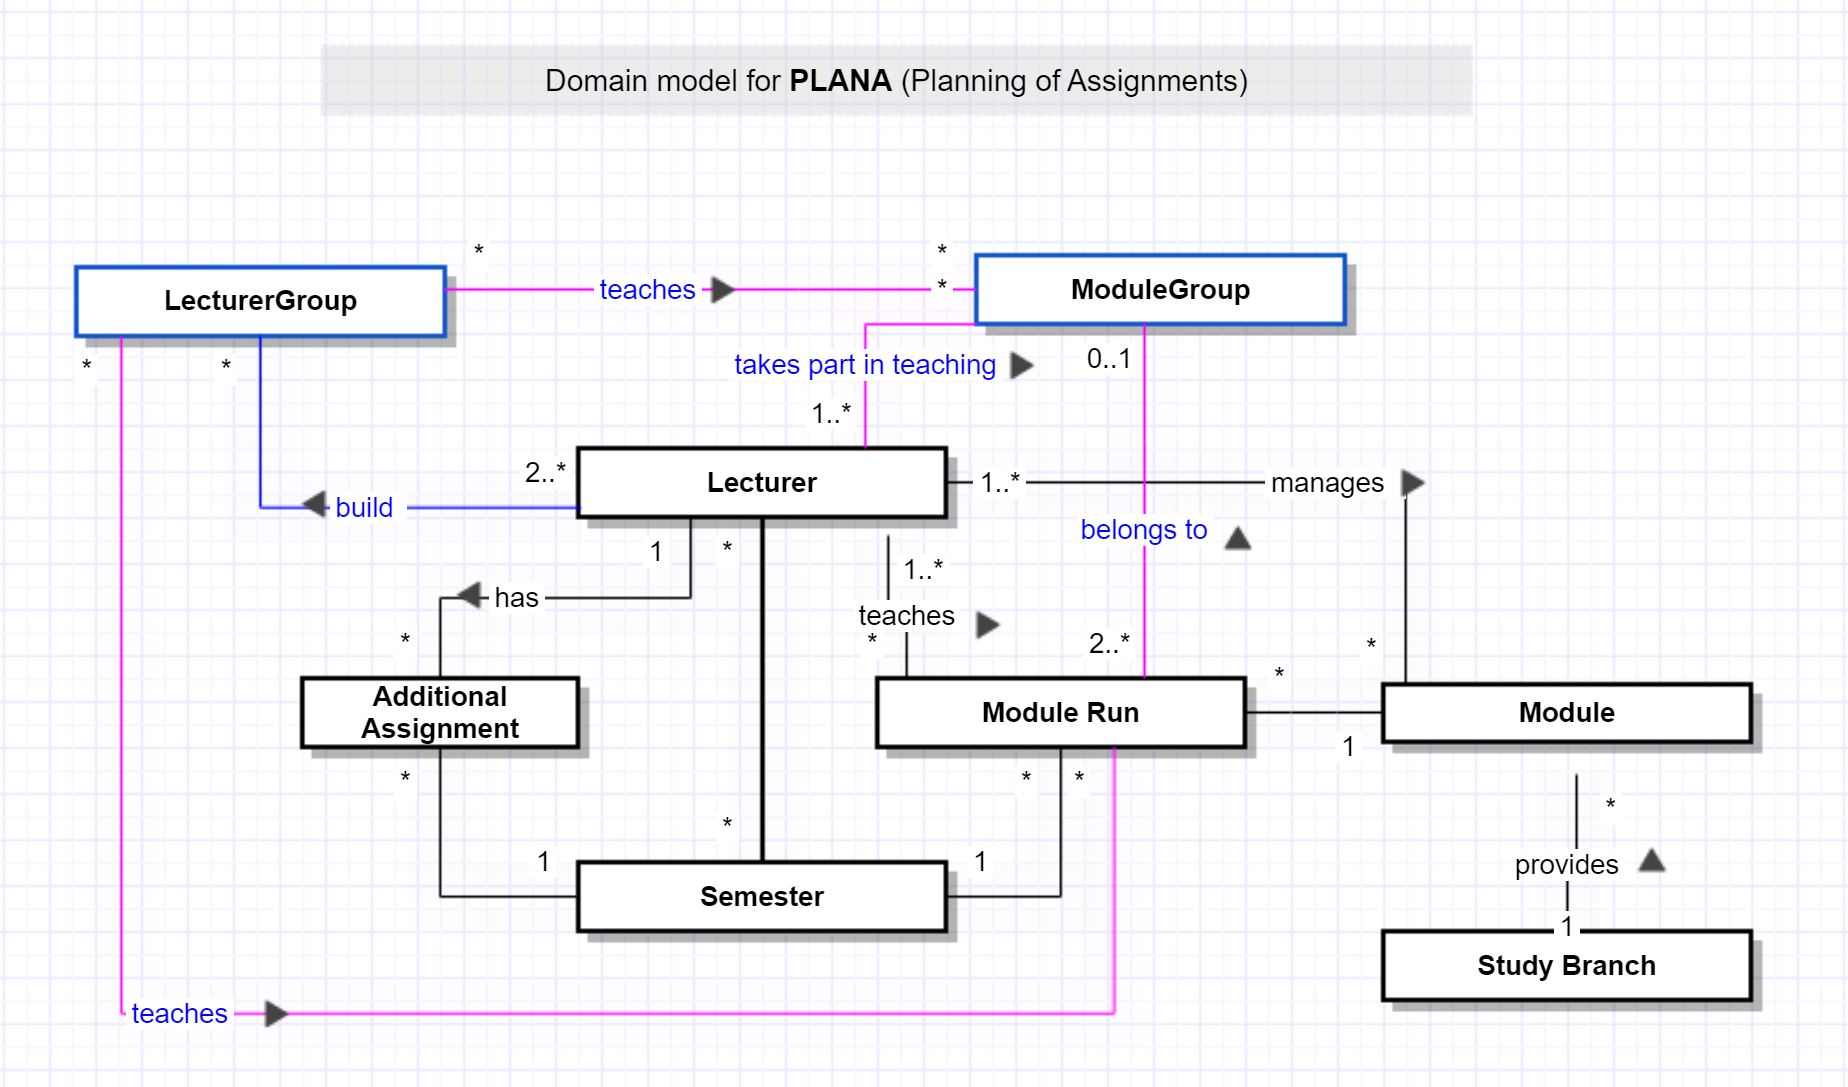 Domain model for PLANA (Planning of Assignments)
* *
LecturerGroup teaches * ModuleGroup
* * takes part in teaching 0..1
1..*
2..* Lecturer 1..* manages
build belongs to
1 * 1..*
has teaches
* * 2..* * *
Additional
Assignment Module Run Module
1
* * *
* *
1 1 provides
Semester 1
Study Branch
teaches